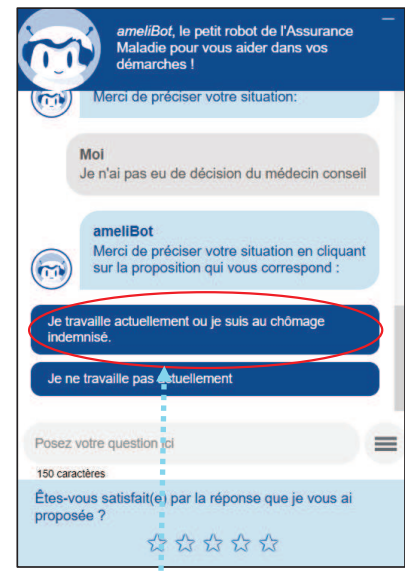 ameliBot, le petit robot de l'Assurance
Maladie pour vous aider dans vos
démarches !
Merci de préciser votre situation:
Moi
Je n'ai pas eu de décision du médecin conseil
ameliBot
Merci de préciser votre situation en cliquant
sur la proposition qui vous correspond :
Je travaille actuellement ou je suis au chômage
indemnisé.
Je ne travaille pas actuellement
Posez votre question ici
150 caractères
Êtes-vous satisfait(e) par la réponse que je vous ai
proposée ?